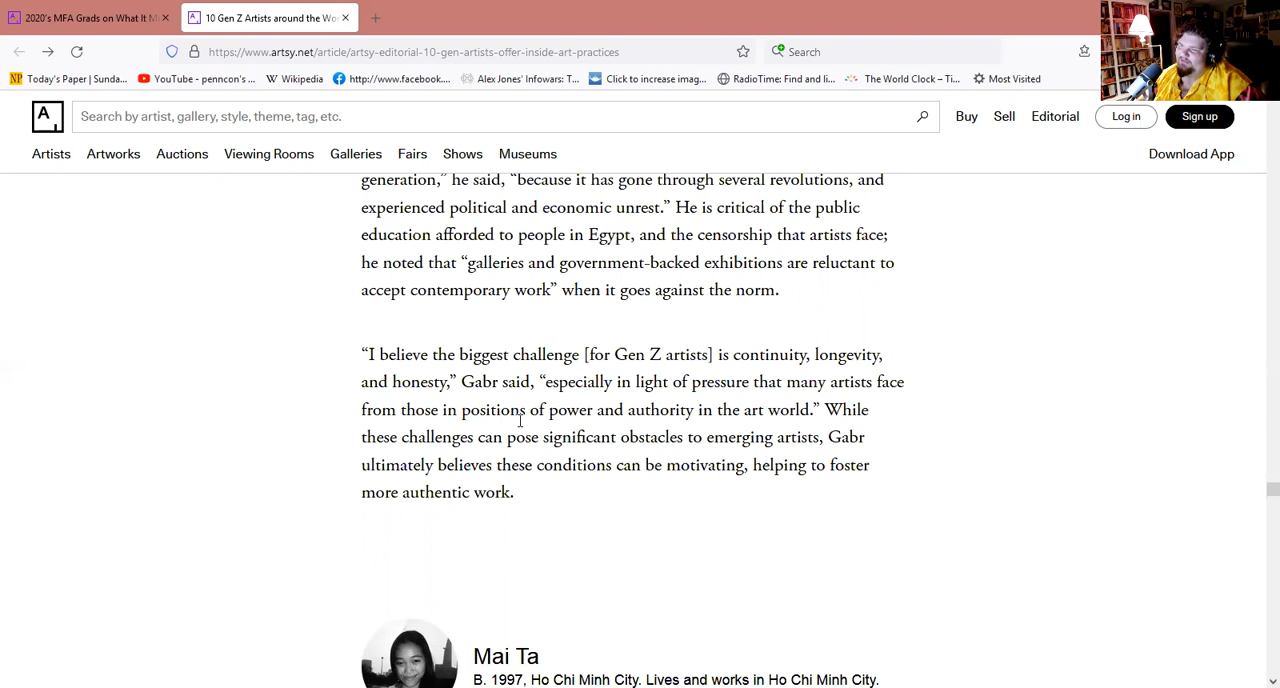 2020's MFA Grads on What It M
10 Gen Z Artists around the Wo
https://www.artsy.net/article/artsy-editorial-10-gen-artists-offer-inside-art-practices
Search
Today's Paper | Sunda...
YouTube - penncon's ...
Wikipedia
http://www.facebook....
Alex Jones' Infowars: T...
Click to increase imag...
RadioTime: Find and li...
The World Clock – Ti...
Most Visited
A
Search by artist, gallery, style, theme, tag, etc.
Buy
Sell
Editorial
Log in
Sign up
Artists
Artworks
Auctions
Viewing Rooms
Galleries
Fairs
Shows
Museums
Download App
generation,” he said, “because it has gone through several revolutions, and
experienced political and economic unrest.” He is critical of the public
education afforded to people in Egypt, and the censorship that artists face;
he noted that “galleries and government-backed exhibitions are reluctant to
accept contemporary work” when it goes against the norm.
“I believe the biggest challenge [for Gen Z artists] is continuity, longevity,
and honesty,” Gabr said, “especially in light of pressure that many artists face
from those in positions of power and authority in the art world.” While
these challenges can pose significant obstacles to emerging artists, Gabr
ultimately believes these conditions can be motivating, helping to foster
more authentic work.
Mai Ta
B. 1997, Ho Chi Minh City. Lives and works in Ho Chi Minh City.